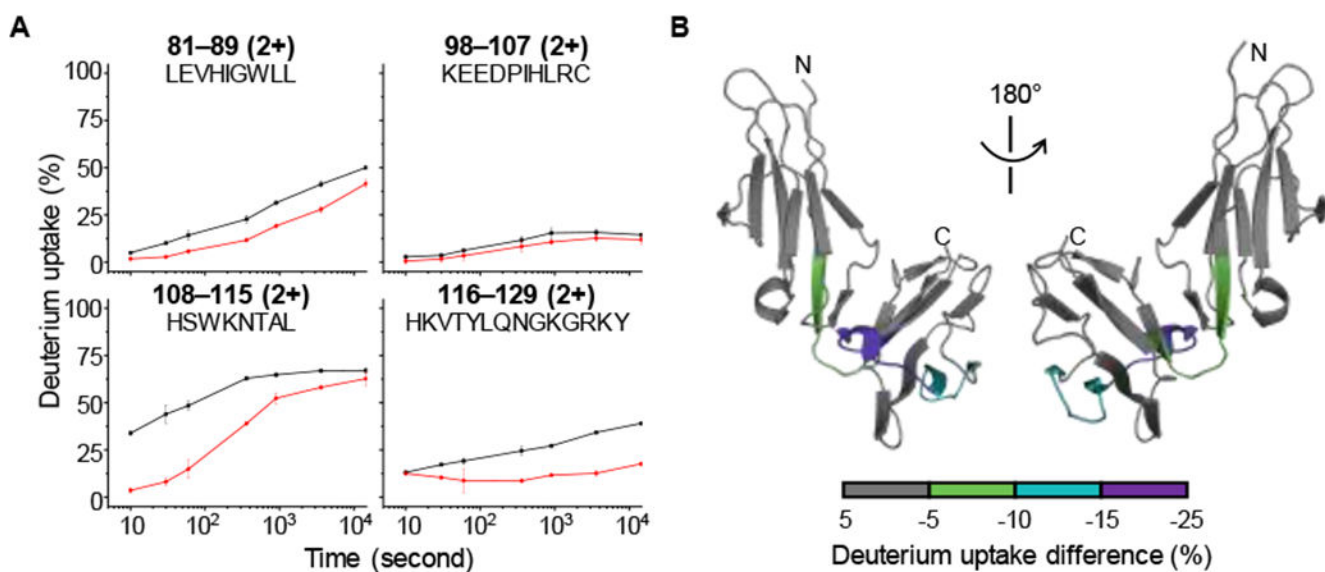 A
81–89 (2+)
LEVHIGWLL
98–107 (2+)
KEEDPIHLRC
100
75
50
25
0
108–115 (2+)
HSWKNTAL
116–129 (2+)
HKVTYLQNGKGRKY
100
75
50
25
0
Deuterium uptake (%)
10 10² 10³ 10⁴
10 10² 10³ 10⁴
Time (second)
B
N
180°
N
C
C
5 -5 -10 -15 -25
Deuterium uptake difference (%)